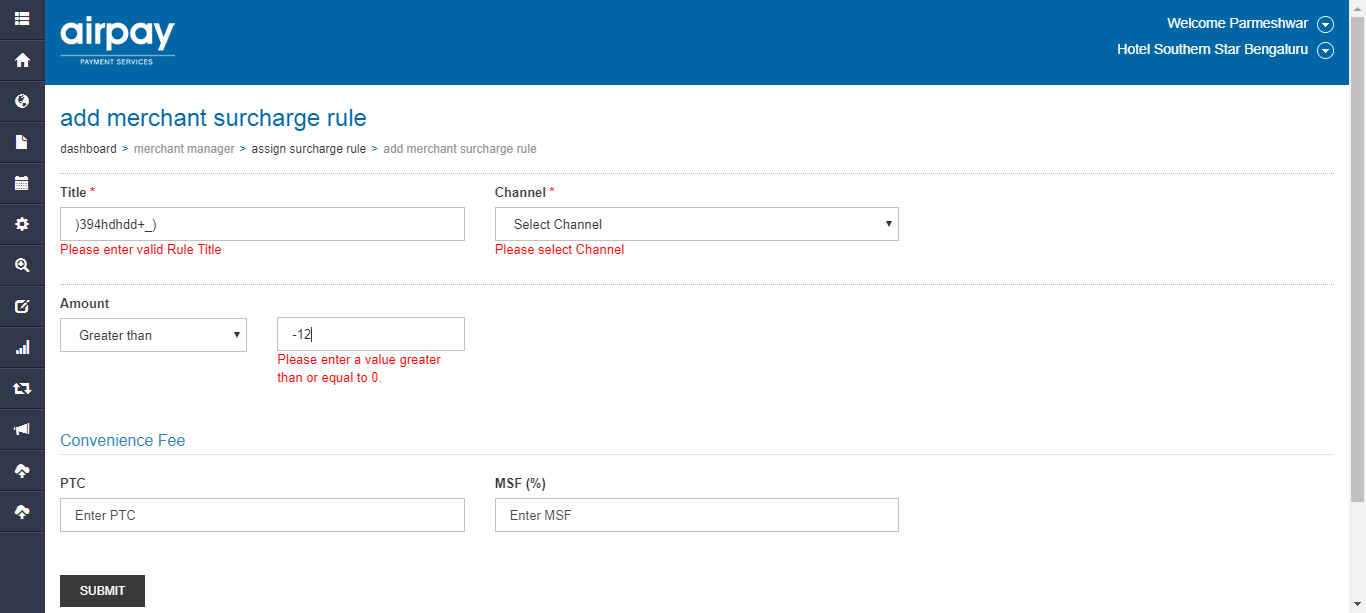 airpay
PAYMENT SERVICES
Welcome Parmeshwar
Hotel Southern Star Bengaluru
add merchant surcharge rule
dashboard > merchant manager > assign surcharge rule > add merchant surcharge rule
Title * Channel *
)394hdhdd+_) Select Channel
Please enter valid Rule Title Please select Channel
Amount
Greater than -12
Please enter a value greater
than or equal to 0.
Convenience Fee
PTC MSF (%)
Enter PTC Enter MSF
SUBMIT